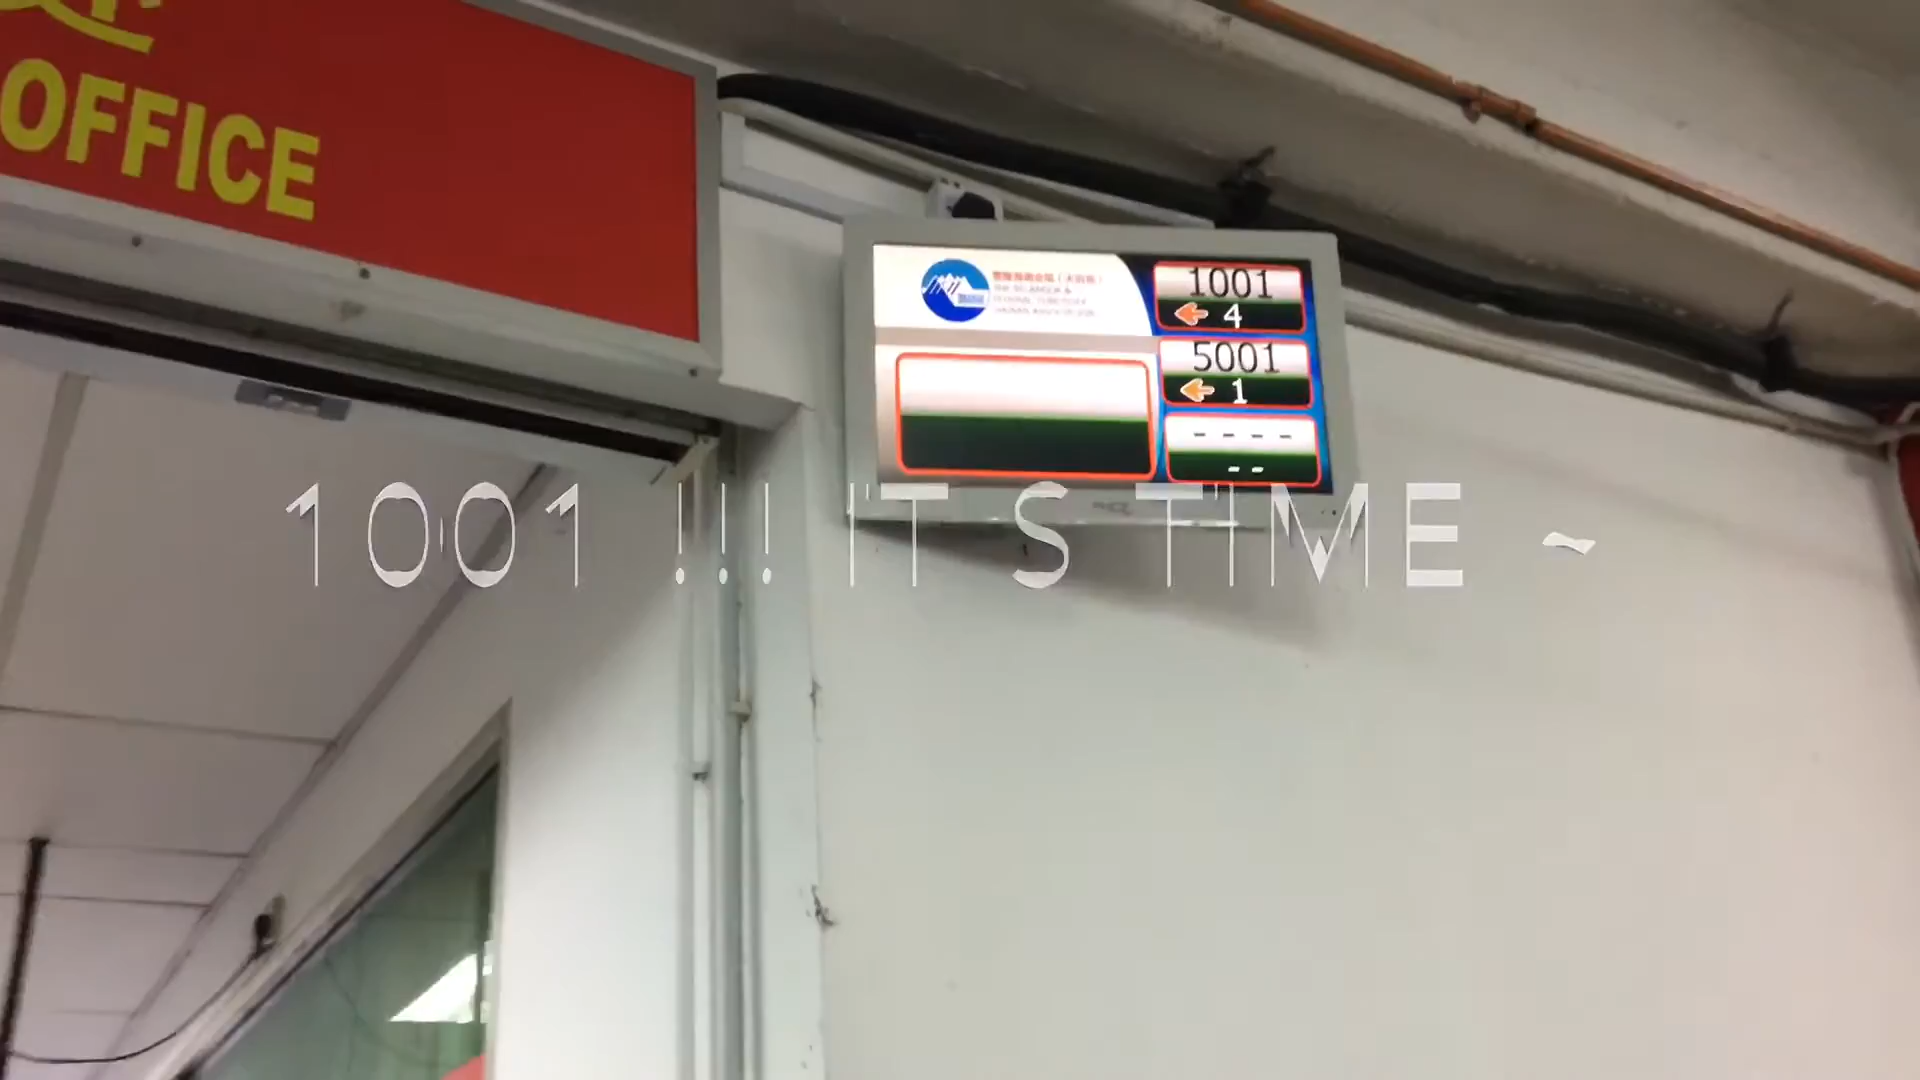 OFFICE
1001
4
5001
1
- - - -
- -
1001 !!! IT S TIME ~